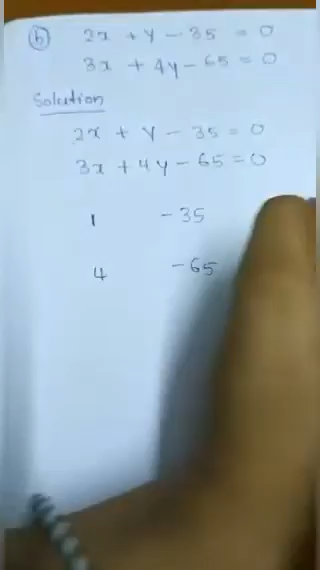 (b) 2x + y - 35 = 0
3x + 4y - 65 = 0
Solution
2x + y - 35 = 0
3x + 4y - 65 = 0
1 -35
4 -65